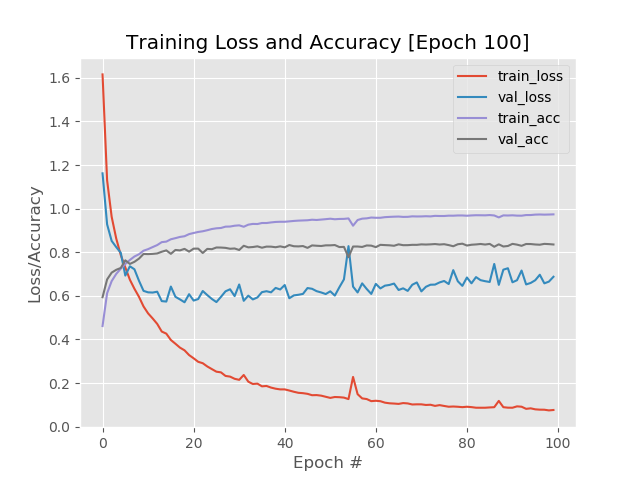 Training Loss and Accuracy [Epoch 100]
train_loss
val_loss
train_acc
val_acc
Loss/Accuracy
1.6
1.4
1.2
1.0
0.8
0.6
0.4
0.2
0.0
0 20 40 60 80 100
Epoch #